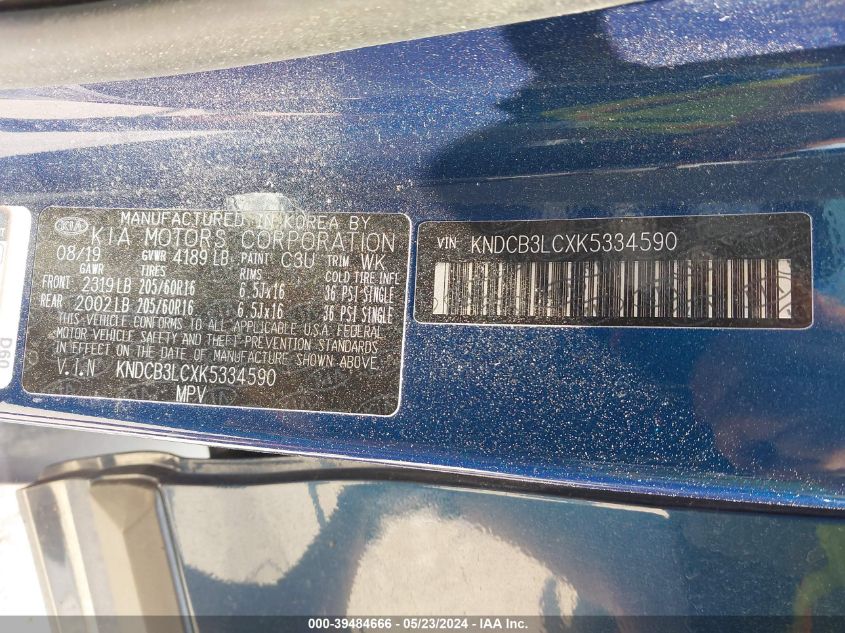 MANUFACTURED IN KOREA BY
KIA MOTORS CORPORATION
08/19 GVWR 4189 LB PAINT C3U TRIM WK
GAWR TIRES RIMS COLD TIRE INFL
FRONT 2319 LB 205/60R16 6.5Jx16 36 PSI SINGLE
REAR 2002 LB 205/60R16 6.5Jx16 36 PSI SINGLE
THIS VEHICLE CONFORMS TO ALL APPLICABLE U.S.A. FEDERAL
MOTOR VEHICLE SAFETY AND THEFT PREVENTION STANDARDS
IN EFFECT ON THE DATE OF MANUFACTURE SHOWN ABOVE.
V.I.N KNDCB3LCXK5334590
MPV
VIN KNDCB3LCXK5334590
D60
000-39484666 - 05/23/2024 - IAA Inc.